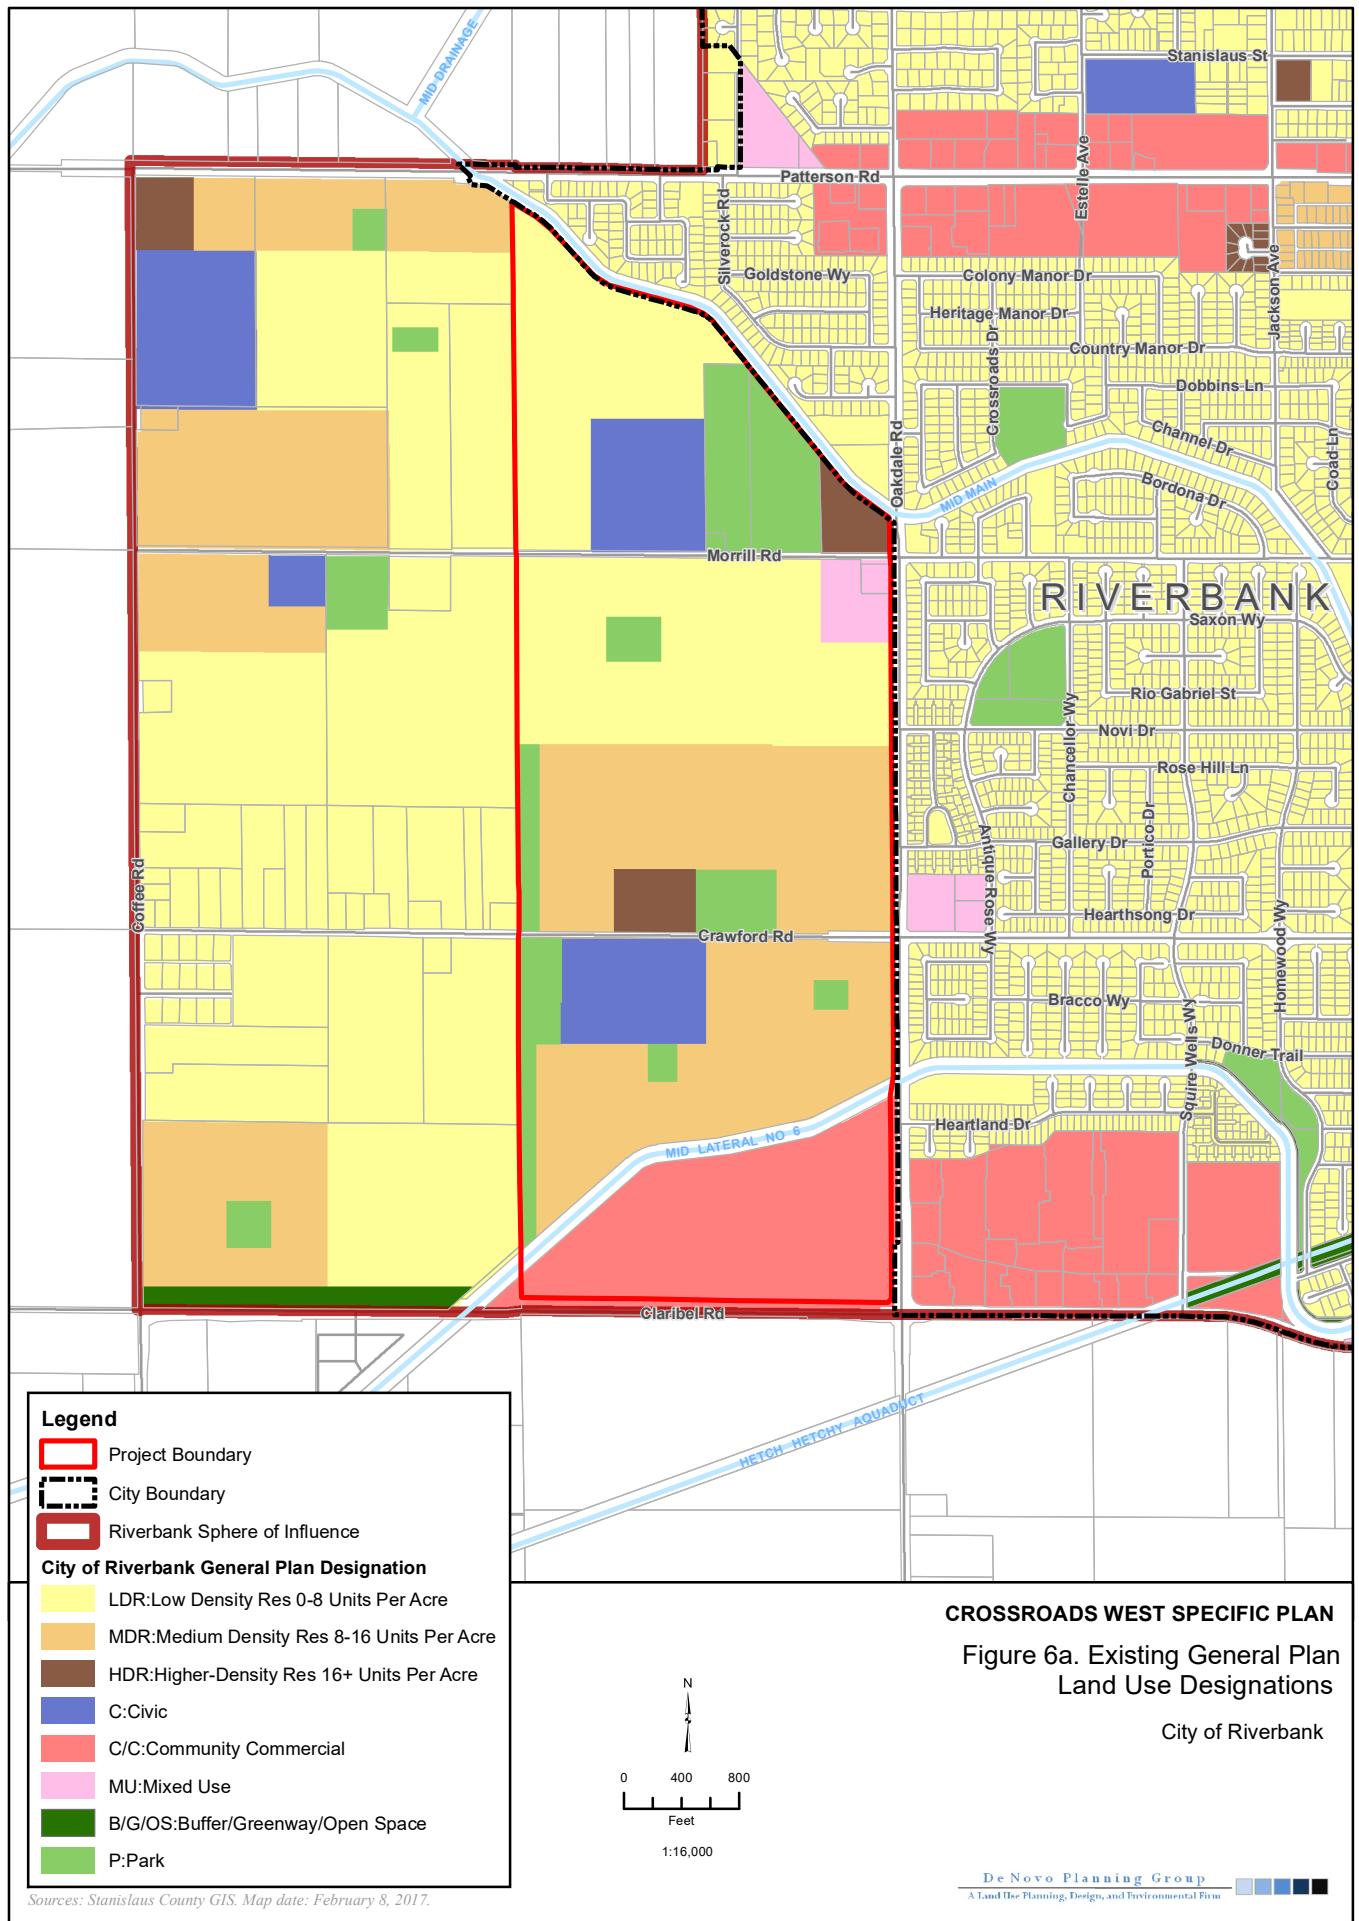 MID DRAINAGE
Stanislaus St
Estelle Ave
Patterson Rd
Silverock Rd
Goldstone Wy
Colony Manor Dr
Jackson Ave
Heritage Manor Dr
Crossroads Dr
Country Manor Dr
Dobbins Ln
Channel Dr
Coad Ln
Oakdale Rd
MID MAIN
Bordona Dr
Morrill Rd
RIVERBANK
Saxon Wy
Rio Gabriel St
Chancellor Wy
Novi Dr
Rose Hill Ln
Portico Dr
Gallery Dr
Antique Rose Wy
Coffee Rd
Hearthsong Dr
Crawford Rd
Homewood Wy
Bracco Wy
Squire Wells Wy
Donner Trail
Heartland Dr
MID LATERAL NO 6
Claribel Rd
HETCH HETCHY AQUADUCT
Legend
Project Boundary
City Boundary
Riverbank Sphere of Influence
City of Riverbank General Plan Designation
LDR:Low Density Res 0-8 Units Per Acre
MDR:Medium Density Res 8-16 Units Per Acre
HDR:Higher-Density Res 16+ Units Per Acre
C:Civic
C/C:Community Commercial
MU:Mixed Use
B/G/OS:Buffer/Greenway/Open Space
P:Park
Sources: Stanislaus County GIS. Map date: February 8, 2017.
N
0 400 800
Feet
1:16,000
CROSSROADS WEST SPECIFIC PLAN
Figure 6a. Existing General Plan
Land Use Designations
City of Riverbank
De Novo Planning Group
A Land Use Planning, Design, and Environmental Firm